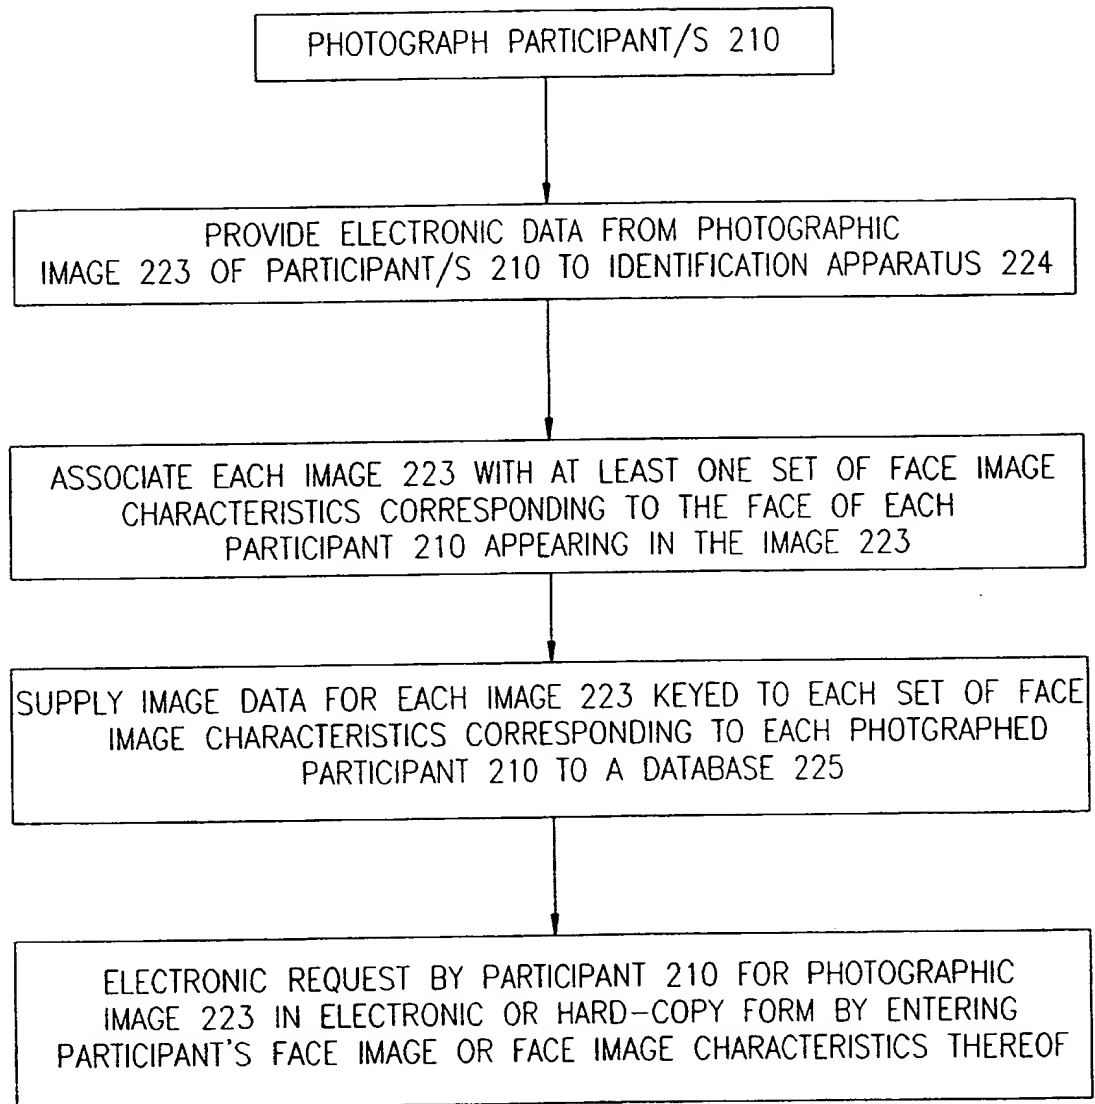 PHOTOGRAPH PARTICIPANT/S 210
PROVIDE ELECTRONIC DATA FROM PHOTOGRAPHIC
IMAGE 223 OF PARTICIPANT/S 210 TO IDENTIFICATION APPARATUS 224
ASSOCIATE EACH IMAGE 223 WITH AT LEAST ONE SET OF FACE IMAGE
CHARACTERISTICS CORRESPONDING TO THE FACE OF EACH
PARTICIPANT 210 APPEARING IN THE IMAGE 223
SUPPLY IMAGE DATA FOR EACH IMAGE 223 KEYED TO EACH SET OF FACE
IMAGE CHARACTERISTICS CORRESPONDING TO EACH PHOTGRAPHED
PARTICIPANT 210 TO A DATABASE 225
ELECTRONIC REQUEST BY PARTICIPANT 210 FOR PHOTOGRAPHIC
IMAGE 223 IN ELECTRONIC OR HARD-COPY FORM BY ENTERING
PARTICIPANT'S FACE IMAGE OR FACE IMAGE CHARACTERISTICS THEREOF